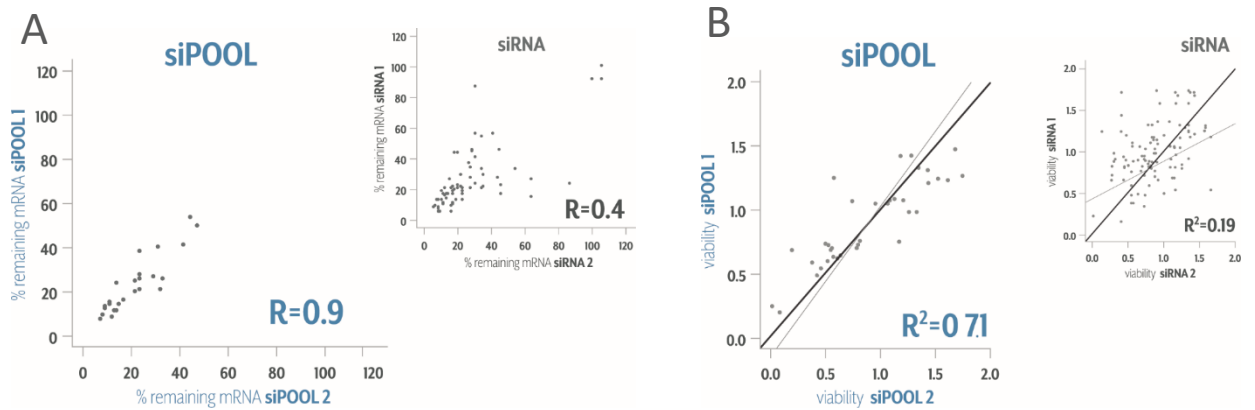 A
siPOOL
120
100
80
60
40
20
0
% remaining mRNA siPOOL 1
0 20 40 60 80 100 120
% remaining mRNA siPOOL 2
R=0.9
siRNA
120
100
80
60
40
20
0
% remaining mRNA siRNA 1
0 20 40 60 80 100 120
% remaining mRNA siRNA 2
R=0.4
B
siPOOL
2.0
1.5
1.0
0.5
0.0
viability siPOOL 1
0.0 0.5 1.0 1.5 2.0
viability siPOOL 2
R²=0 7.1
siRNA
2.0
1.5
1.0
0.5
0.0
viability siRNA 1
0.0 0.5 1.0 1.5 2.0
viability siRNA 2
R²=0.19